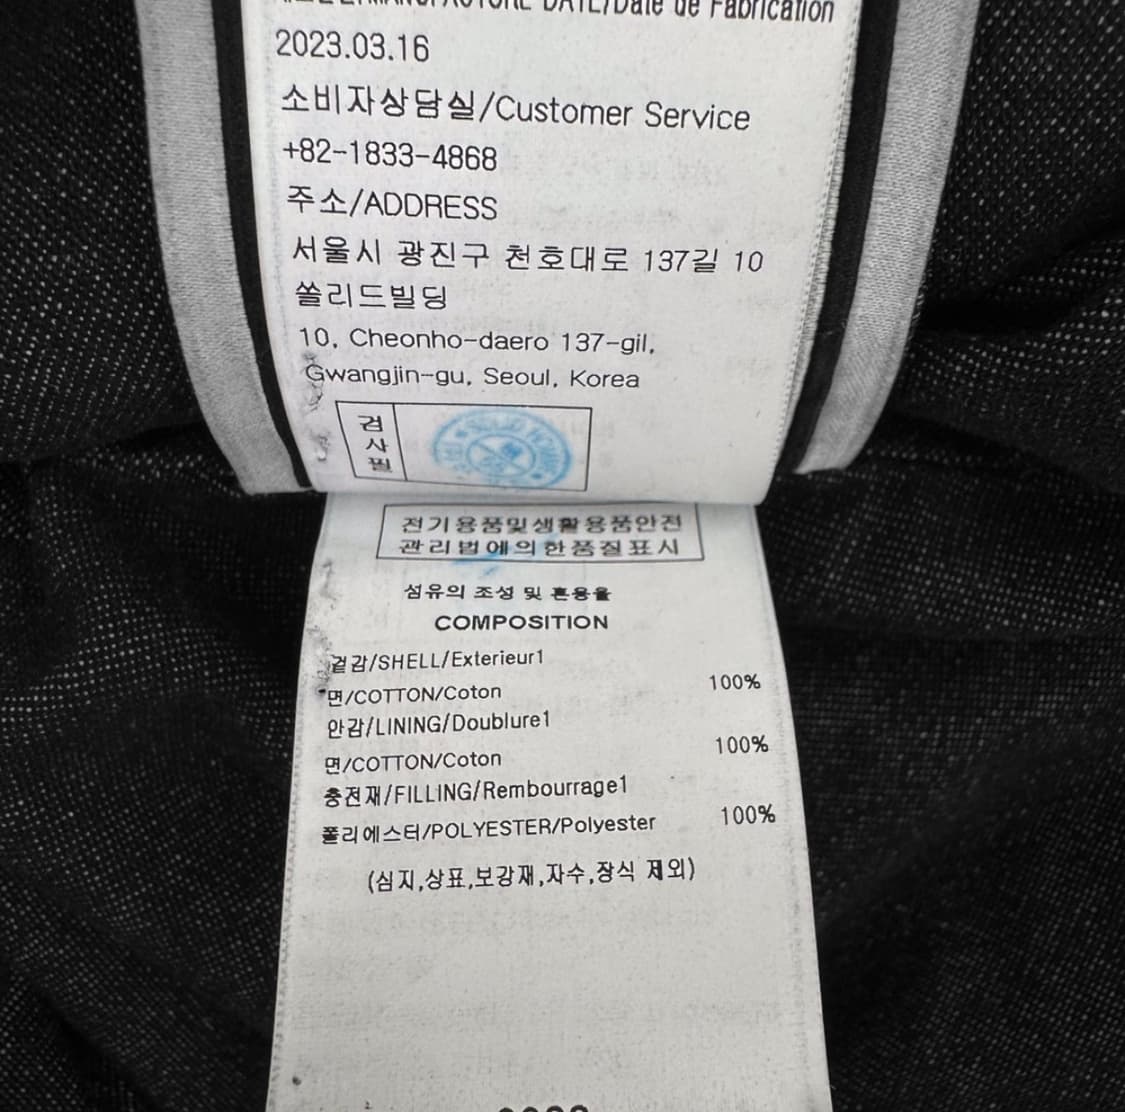 MANUFACTURE DATE/Date de Fabrication
2023.03.16
소비자상담실/Customer Service
+82-1833-4868
주소/ADDRESS
서울시 광진구 천호대로 137길 10
쏠리드빌딩
10, Cheonho-daero 137-gil,
Gwangjin-gu, Seoul, Korea
검사필
전기용품및생활용품안전
관리법에의한품질표시
섬유의 조성 및 혼용율
COMPOSITION
겉감/SHELL/Exterieur1
면/COTTON/Coton 100%
안감/LINING/Doublure1
면/COTTON/Coton 100%
충전재/FILLING/Rembourrage1
폴리에스터/POLYESTER/Polyester 100%
(심지,상표,보강재,자수,장식 제외)